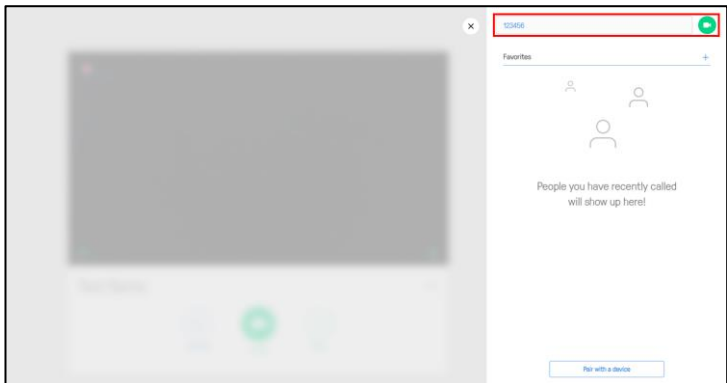 123456
Favorites
+
People you have recently called
will show up here!
Pair with a device